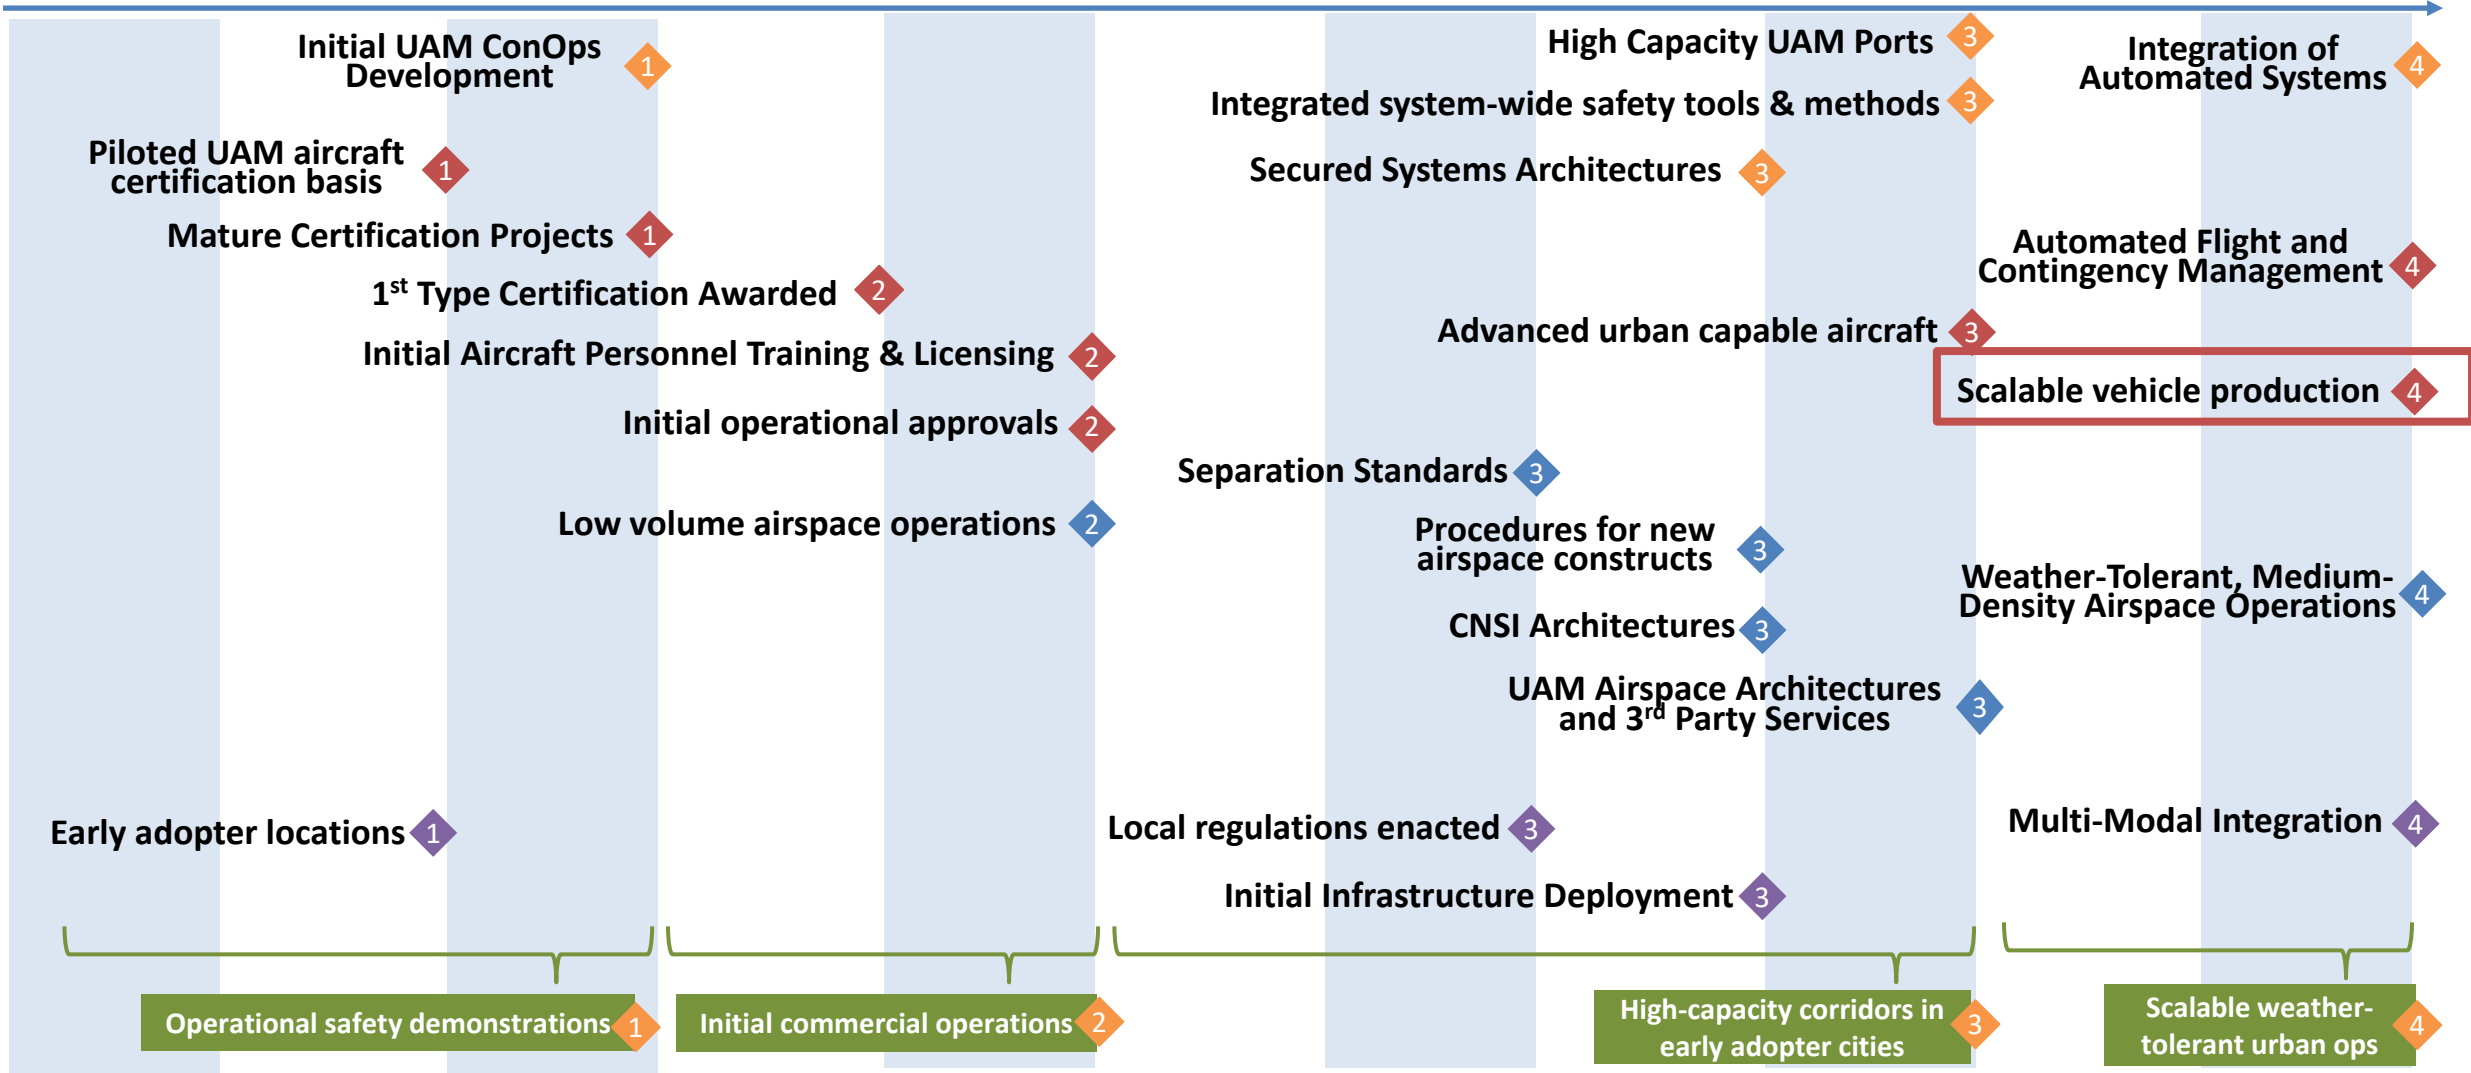 Initial UAM ConOps
Development
1
High Capacity UAM Ports
3
Integration of
Automated Systems
4
Integrated system-wide safety tools & methods
3
Piloted UAM aircraft
certification basis
1
Secured Systems Architectures
3
Mature Certification Projects
1
Automated Flight and
Contingency Management
4
1st Type Certification Awarded
2
Advanced urban capable aircraft
3
Initial Aircraft Personnel Training & Licensing
2
Scalable vehicle production
4
Initial operational approvals
2
Separation Standards
3
Low volume airspace operations
2
Procedures for new
airspace constructs
3
Weather-Tolerant, Medium-
Density Airspace Operations
4
CNSI Architectures
3
UAM Airspace Architectures
and 3rd Party Services
3
Early adopter locations
1
Local regulations enacted
3
Multi-Modal Integration
4
Initial Infrastructure Deployment
3
Operational safety demonstrations
1
Initial commercial operations
2
High-capacity corridors in
early adopter cities
3
Scalable weather-
tolerant urban ops
4